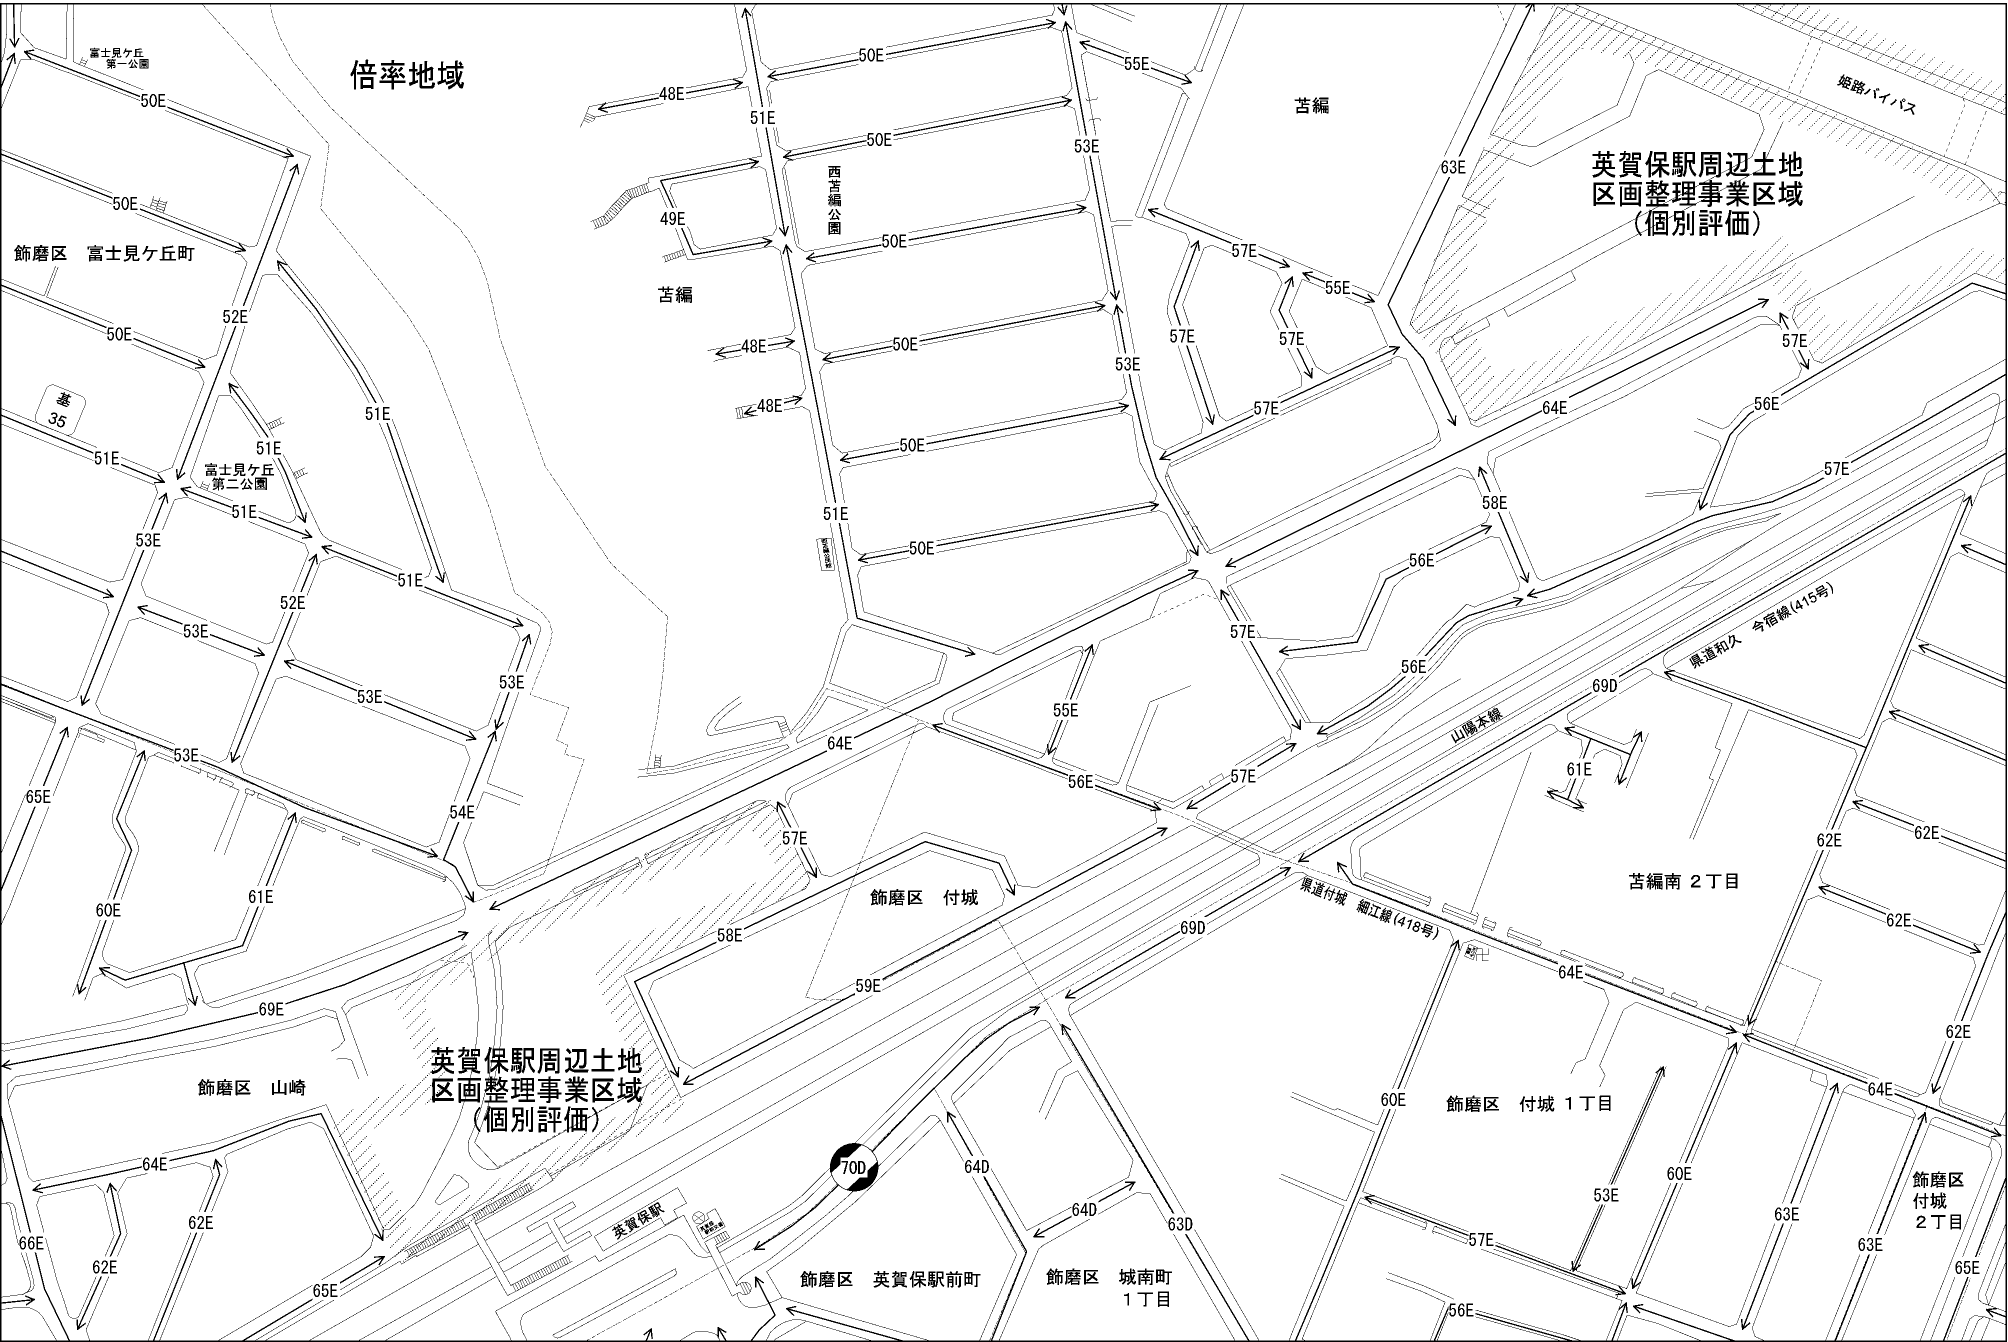 富士見ケ丘
第一公園
倍率地域
50E
48E
51E
50E
50E
55E
53E
苫編
63E
姫路バイパス
英賀保駅周辺土地
区画整理事業区域
(個別評価)
50E
飾磨区　富士見ケ丘町
西苫編公園
49E
苫編
50E
57E
55E
52E
50E
48E
50E
57E
57E
57E
53E
基
35
51E
48E
57E
64E
56E
51E
51E
富士見ケ丘
第二公園
50E
57E
51E
53E
51E
50E
58E
51E
56E
52E
53E
53E
53E
57E
56E
県道和久　今宿線(415号)
69D
山陽本線
55E
53E
64E
65E
54E
56E
57E
61E
57E
62E
62E
60E
61E
58E
飾磨区　付城
苫編南 2丁目
県道付城　細江線(418号)
69D
62E
59E
64E
69E
62E
英賀保駅周辺土地
区画整理事業区域
(個別評価)
飾磨区　山崎
60E
飾磨区　付城 1丁目
64E
64E
70D
64D
60E
53E
飾磨区
付城
2丁目
62E
66E
62E
英賀保駅
64D
63D
63E
63E
57E
65E
65E
飾磨区　英賀保駅前町
飾磨区　城南町
1丁目
56E